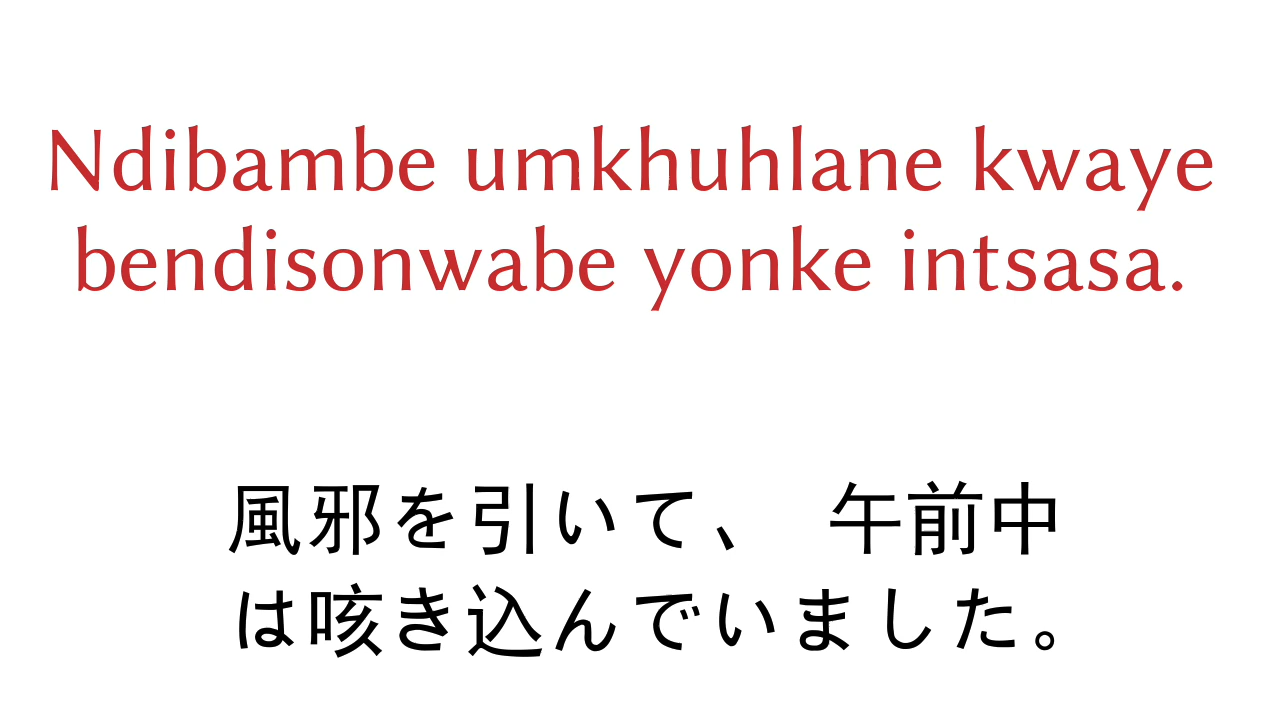 Ndibambe umkhuhlane kwaye
bendisonwabe yonke intsasa.
風邪を引いて、 午前中
は咳き込んでいました。